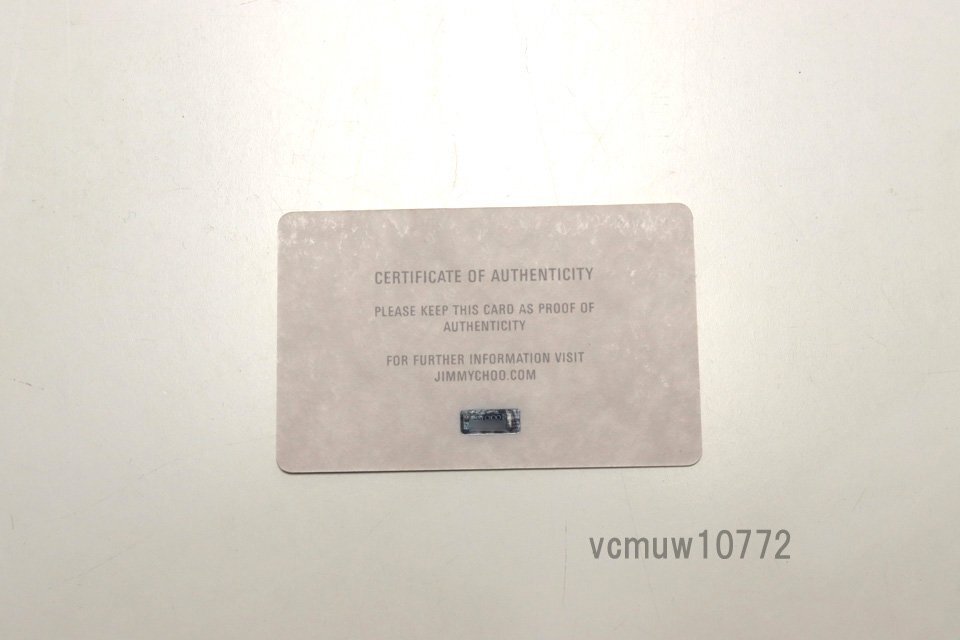 CERTIFICATE OF AUTHENTICITY
PLEASE KEEP THIS CARD AS PROOF OF
AUTHENTICITY
FOR FURTHER INFORMATION VISIT
JIMMYCHOO.COM
vcmuw10772